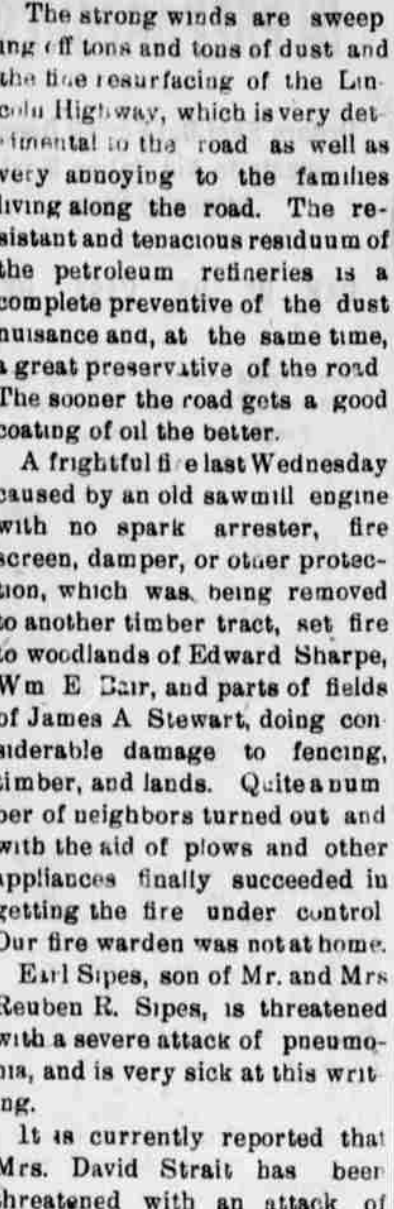 The strong winds are sweep
ing off tons and tons of dust and
the fine resurfacing of the Lin
coln Highway, which is very det
rimental to the road as well as
very annoying to the families
living along the road. The re-
sistant and tenacious residuum of
the petroleum refineries is a
complete preventive of the dust
nuisance and, at the same time,
a great preservative of the road
The sooner the road gets a good
coating of oil the better.
A frightful fire last Wednesday
caused by an old sawmill engine
with no spark arrester, fire
screen, damper, or other protec-
tion, which was being removed
to another timber tract, set fire
to woodlands of Edward Sharpe,
Wm E Bair, and parts of fields
of James A Stewart, doing con
siderable damage to fencing,
timber, and lands. Quite a num
ber of neighbors turned out and
with the aid of plows and other
appliances finally succeeded in
getting the fire under control
Our fire warden was not at home.
Earl Sipes, son of Mr. and Mrs
Reuben R. Sipes, is threatened
with a severe attack of pneumo-
nia, and is very sick at this writ
ing.
It is currently reported that
Mrs. David Strait has been
threatened with an attack of